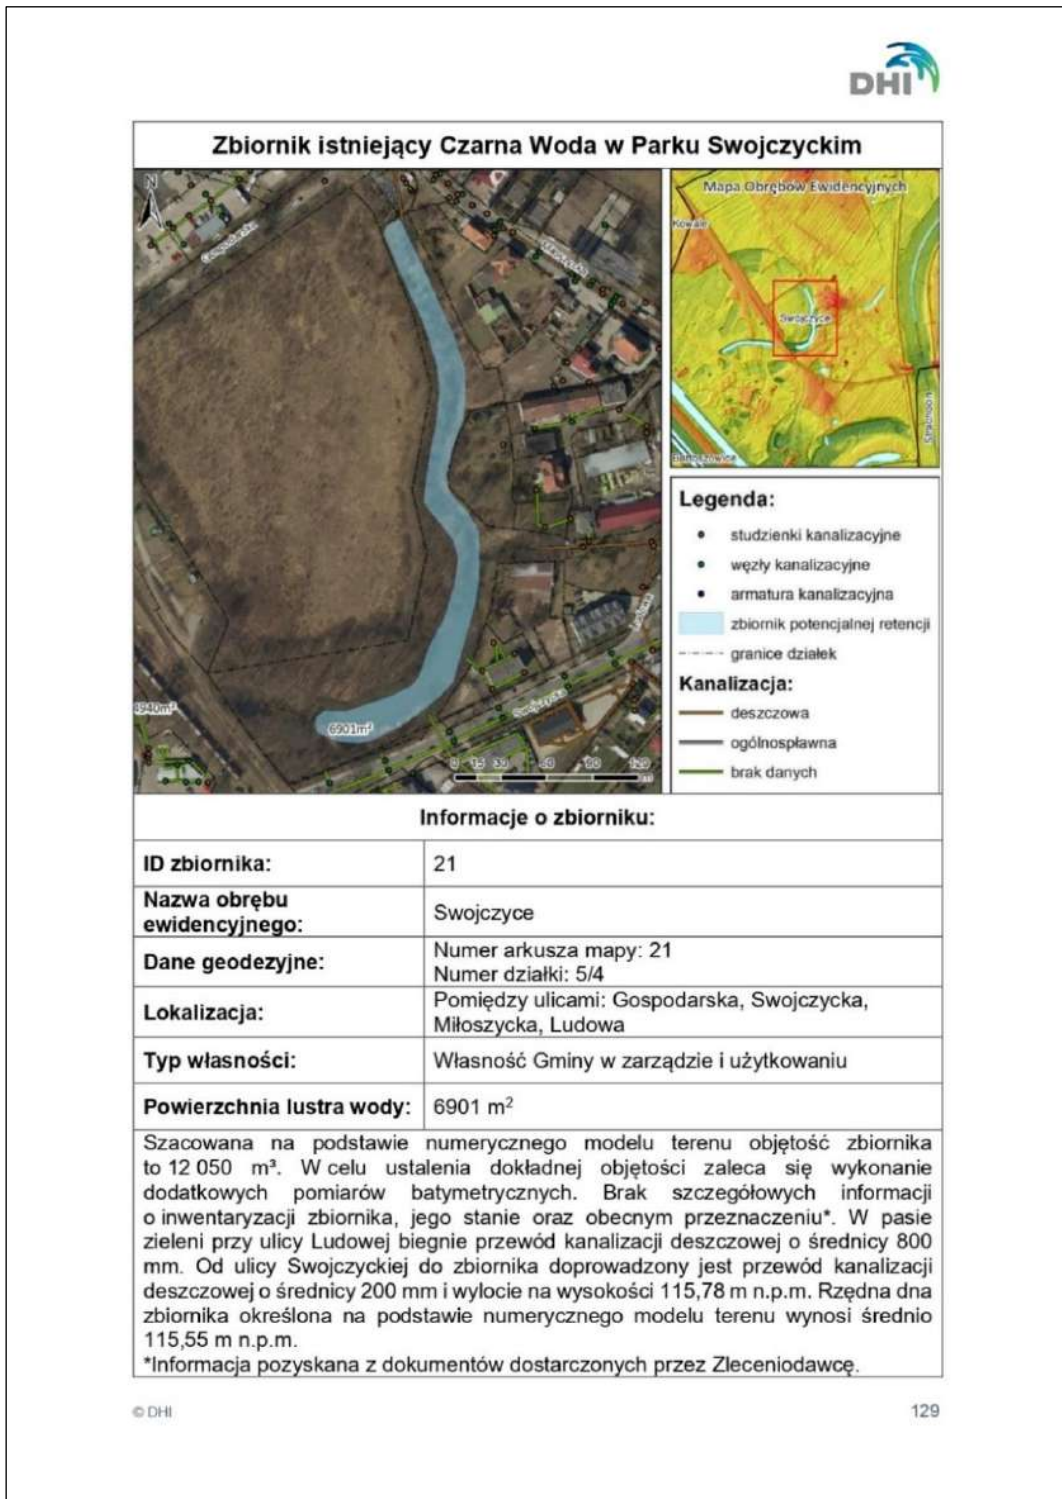 DHI
Zbiornik istniejący Czarna Woda w Parku Swojczyckim
N
Gospodarska
Miłoszycka
Ludowa
Swojczycka
4940m²
6901m²
0 15 30 60 90 120
m
Mapa Obrębów Ewidencyjnych
Kowale
Swojczyce
Strachocin
Bartoszowice
Legenda:
studzienki kanalizacyjne
węzły kanalizacyjne
armatura kanalizacyjna
zbiornik potencjalnej retencji
granice działek
Kanalizacja:
deszczowa
ogólnospławna
brak danych
Informacje o zbiorniku:
ID zbiornika: 21
Nazwa obrębu
ewidencyjnego: Swojczyce
Dane geodezyjne: Numer arkusza mapy: 21
Numer działki: 5/4
Lokalizacja: Pomiędzy ulicami: Gospodarska, Swojczycka,
Miłoszycka, Ludowa
Typ własności: Własność Gminy w zarządzie i użytkowaniu
Powierzchnia lustra wody: 6901 m²
Szacowana na podstawie numerycznego modelu terenu objętość zbiornika
to 12 050 m³. W celu ustalenia dokładnej objętości zaleca się wykonanie
dodatkowych pomiarów batymetrycznych. Brak szczegółowych informacji
o inwentaryzacji zbiornika, jego stanie oraz obecnym przeznaczeniu*. W pasie
zieleni przy ulicy Ludowej biegnie przewód kanalizacji deszczowej o średnicy 800
mm. Od ulicy Swojczyckiej do zbiornika doprowadzony jest przewód kanalizacji
deszczowej o średnicy 200 mm i wylocie na wysokości 115,78 m n.p.m. Rzędna dna
zbiornika określona na podstawie numerycznego modelu terenu wynosi średnio
115,55 m n.p.m.
*Informacja pozyskana z dokumentów dostarczonych przez Zleceniodawcę.
© DHI 129